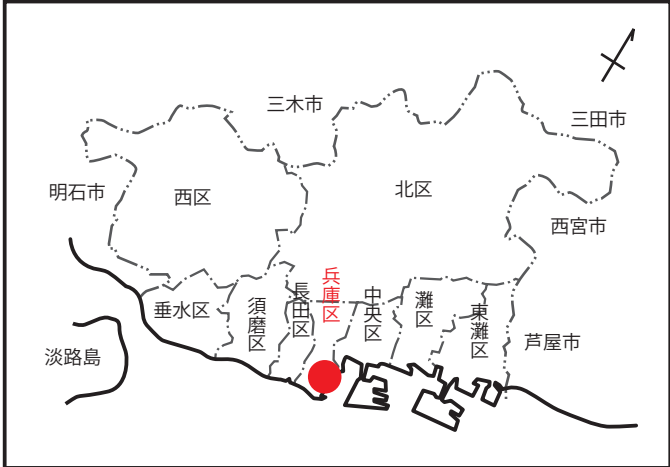 三木市
三田市
明石市
西区
北区
西宮市
垂水区
須磨区
長田区
兵庫区
中央区
灘区
東灘区
芦屋市
淡路島